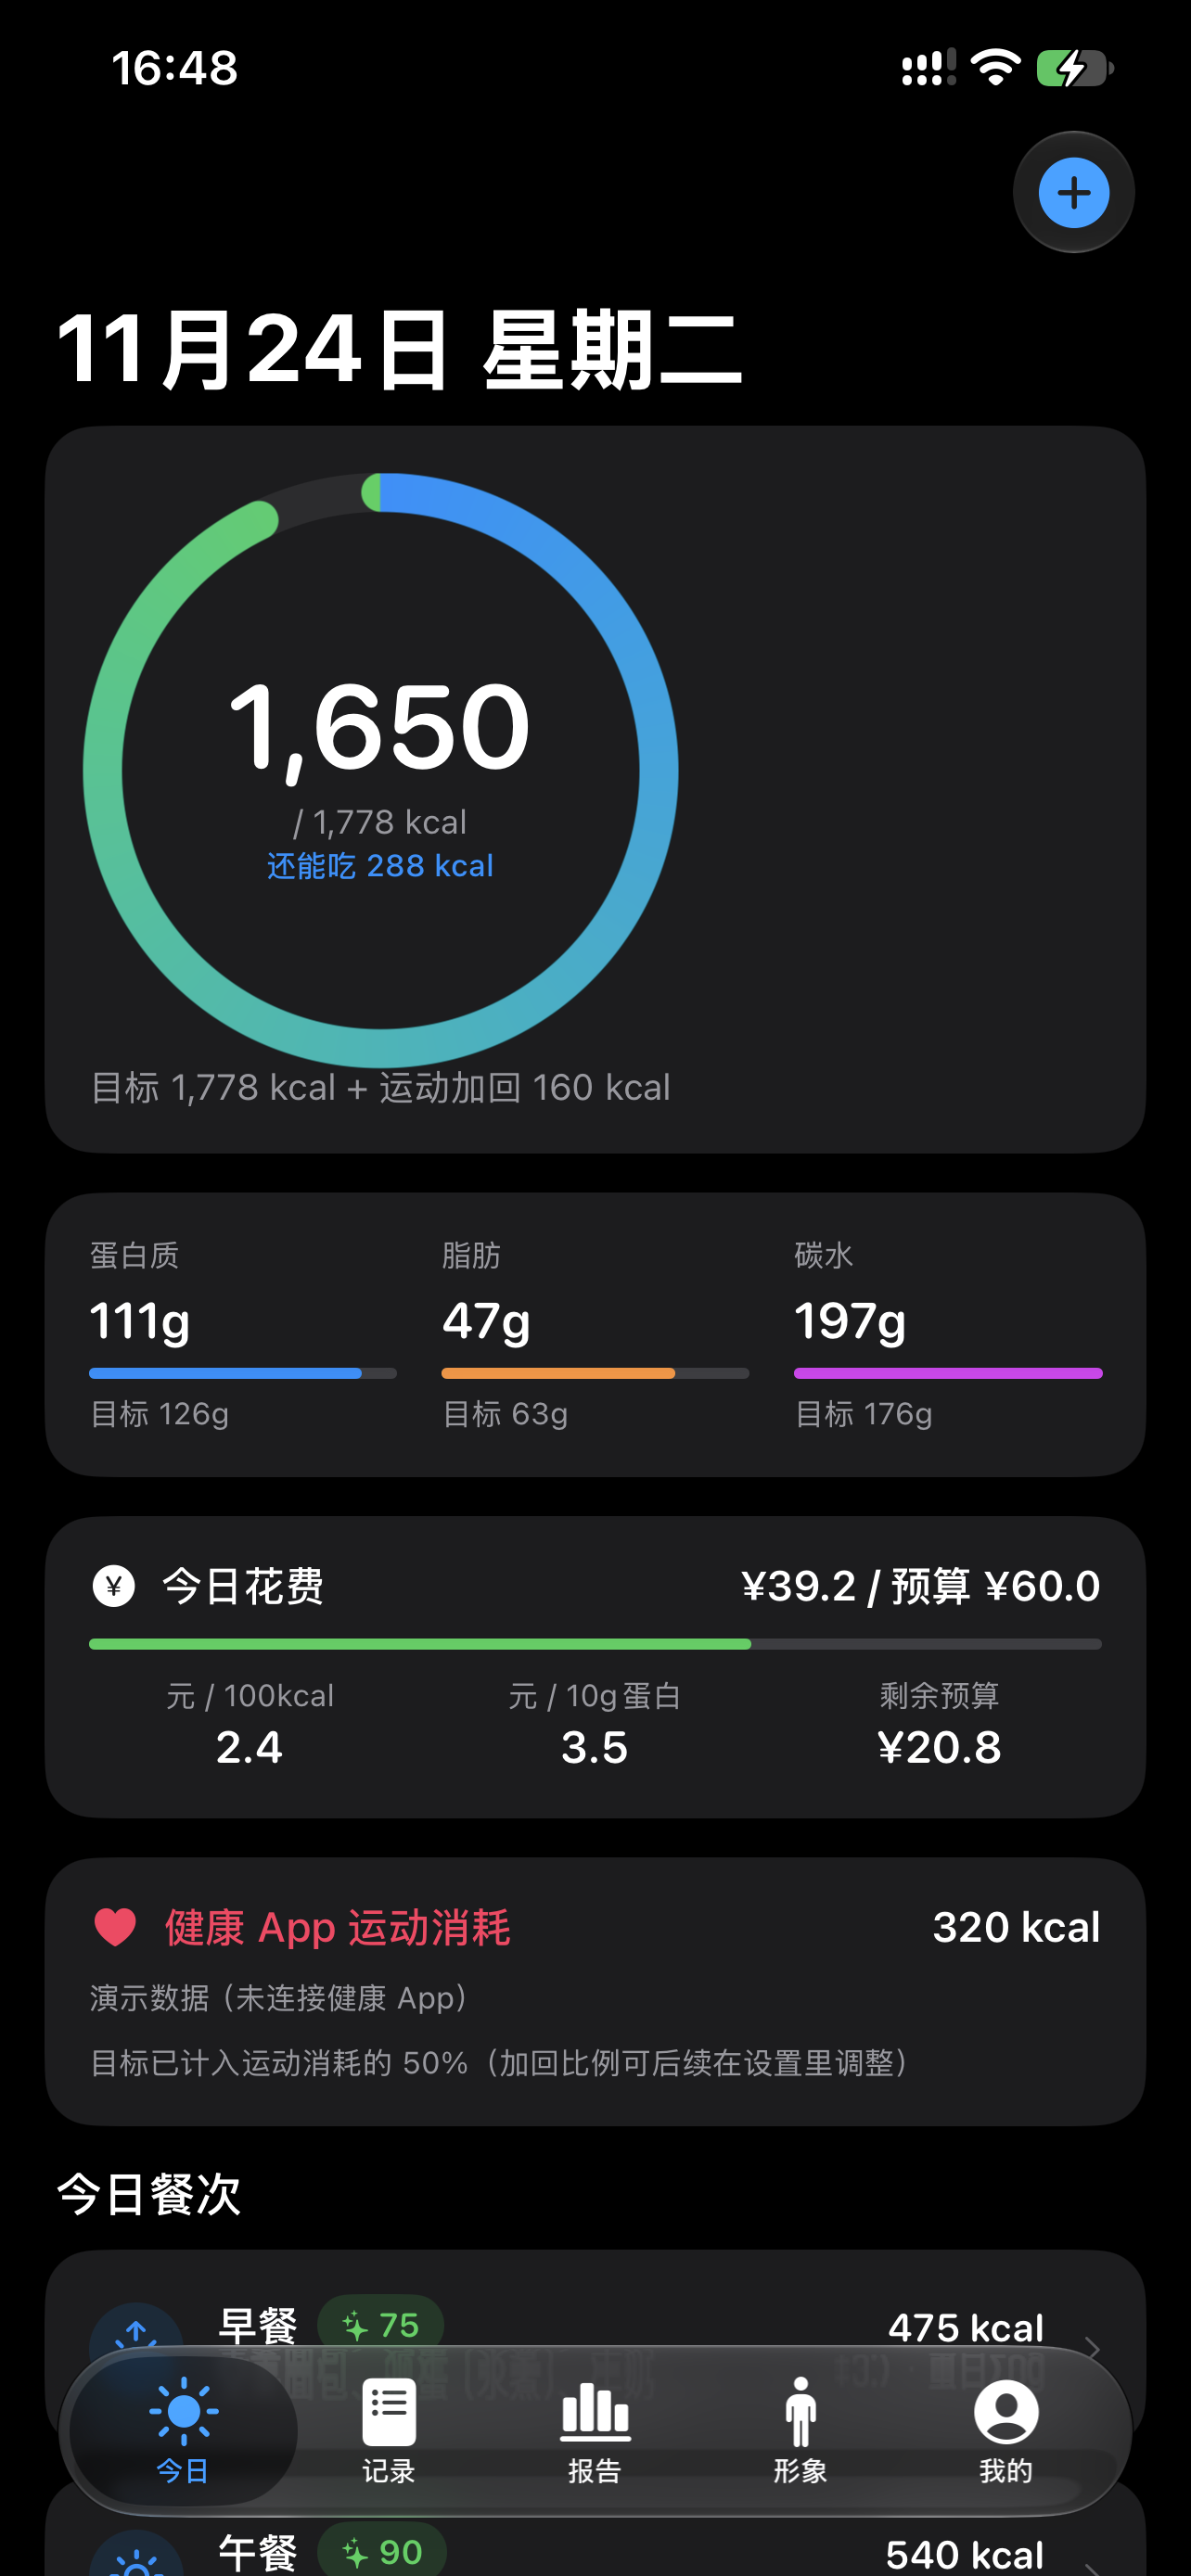 16:48
11月24日 星期二
1,650
/ 1,778 kcal
还能吃 288 kcal
目标 1,778 kcal + 运动加回 160 kcal
蛋白质 脂肪 碳水
111g 47g 197g
目标 126g 目标 63g 目标 176g
¥ 今日花费 ¥39.2 / 预算 ¥60.0
元 / 100kcal 元 / 10g蛋白 剩余预算
2.4 3.5 ¥20.8
健康 App 运动消耗 320 kcal
演示数据（未连接健康 App）
目标已计入运动消耗的 50%（加回比例可后续在设置里调整）
今日餐次
早餐 75 475 kcal
今日 记录 报告 形象 我的
午餐 90 540 kcal